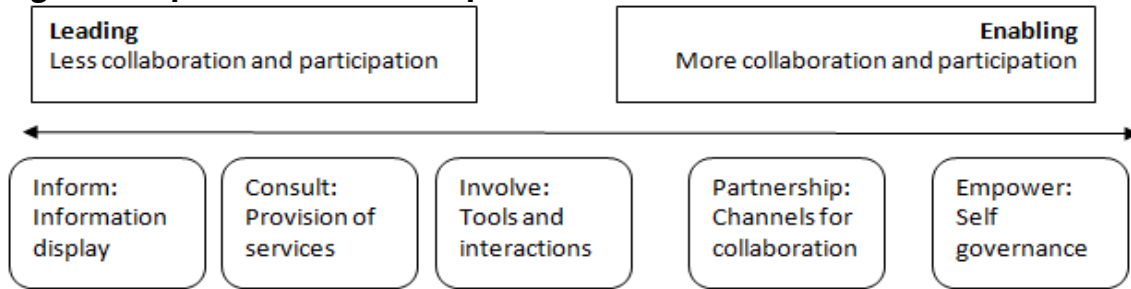 Leading
Less collaboration and participation
Enabling
More collaboration and participation
Inform:
Information
display
Consult:
Provision of
services
Involve:
Tools and
interactions
Partnership:
Channels for
collaboration
Empower:
Self
governance